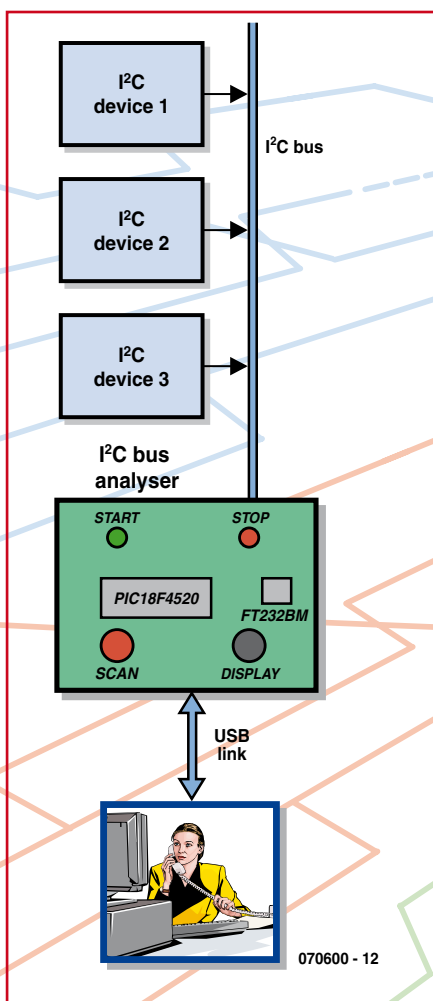 I²C
device 1
I²C bus
I²C
device 2
I²C
device 3
I²C bus
analyser
START
STOP
PIC18F4520
FT232BM
SCAN
DISPLAY
USB
link
070600 - 12